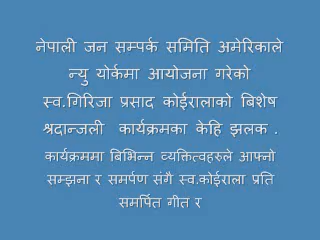 नेपाली जन सम्पर्क समिति अमेरिकाले
न्यु योर्कमा आयोजना गरेको
स्व.गिरिजा प्रसाद कोईरालाको बिशेष
श्रदान्जली कार्यक्रमका केहि झलक .
कार्यक्रममा बिभिन्न व्यक्तित्वहरुले आफ्नो
सम्झना र समर्पण संगै स्व.कोईराला प्रति
समर्पित गीत र